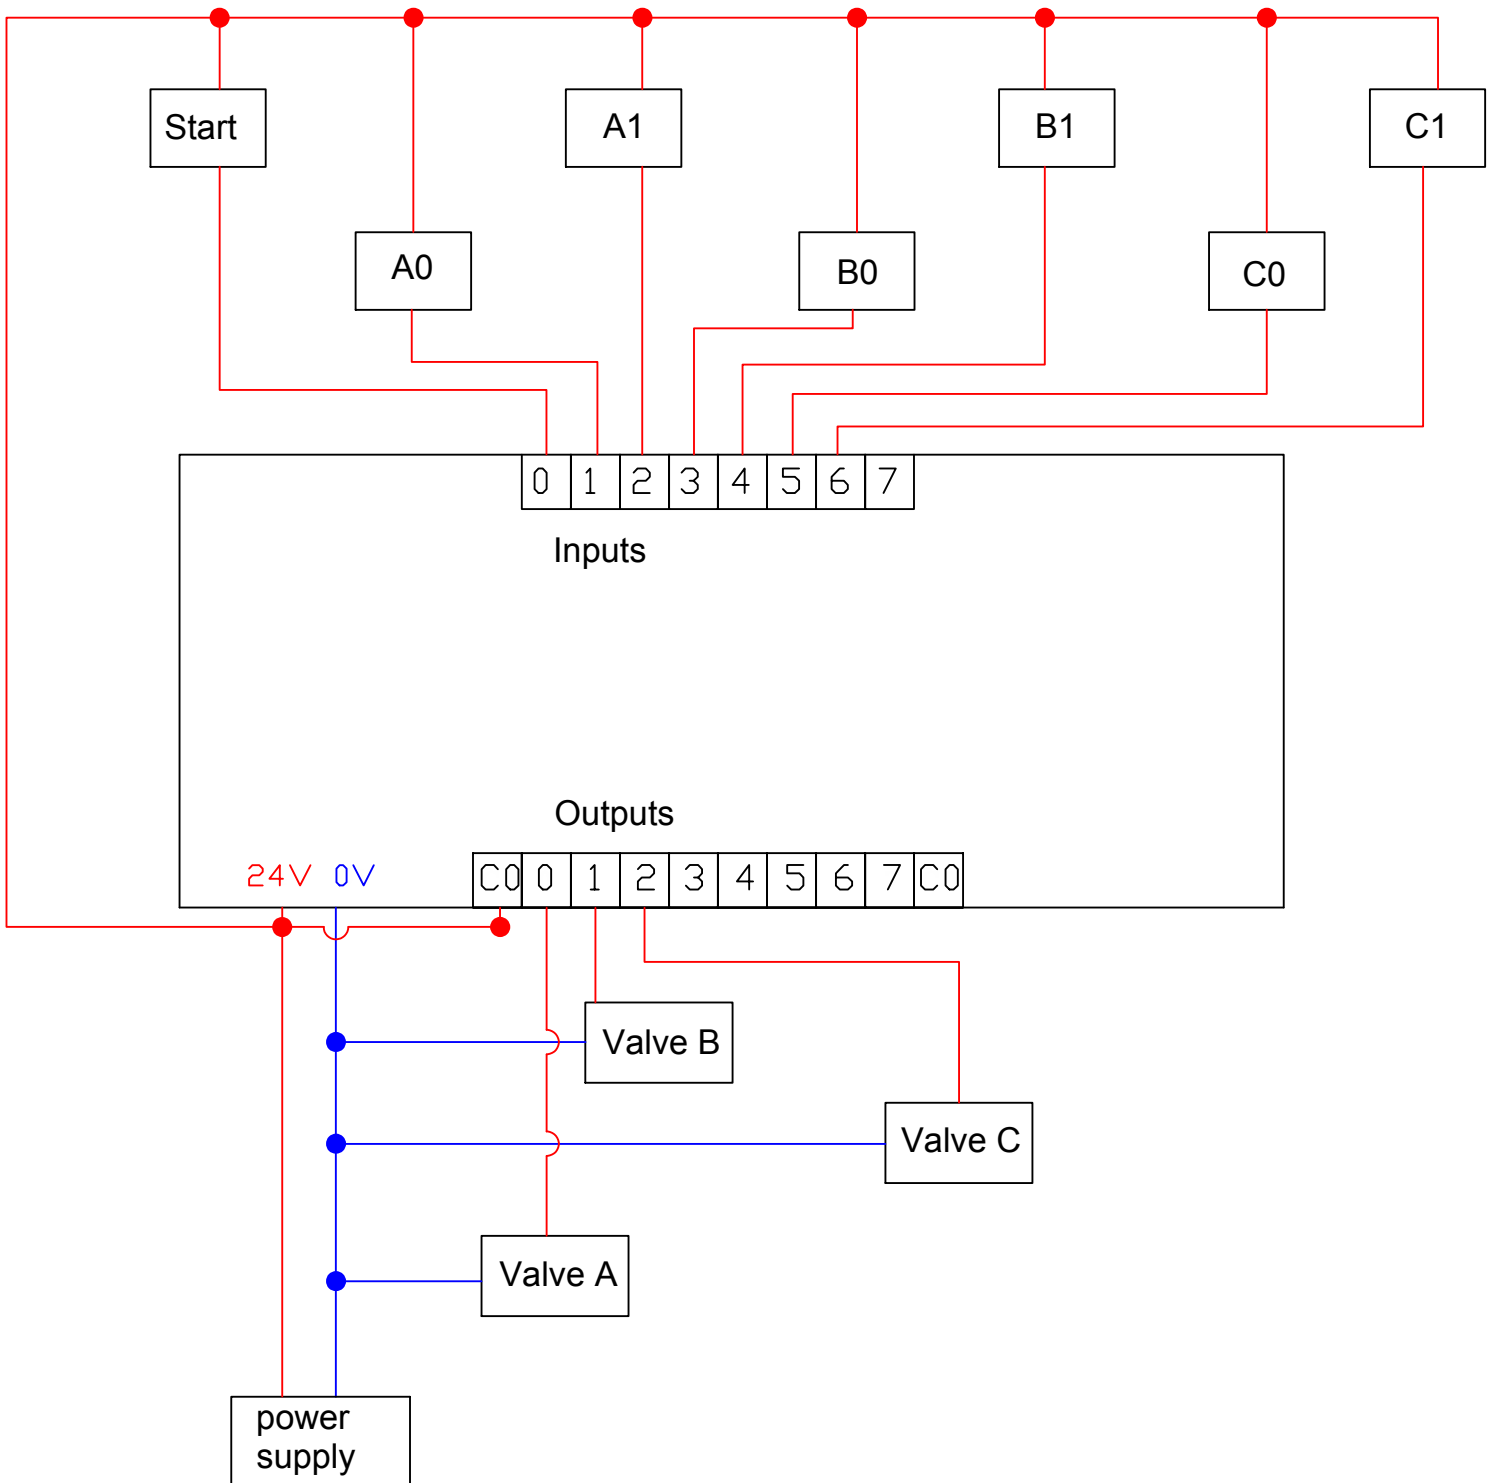 Start
A1
B1
C1
A0
B0
C0
0 1 2 3 4 5 6 7
Inputs
Outputs
24V 0V
C0 0 1 2 3 4 5 6 7 C0
Valve B
Valve C
Valve A
power
supply